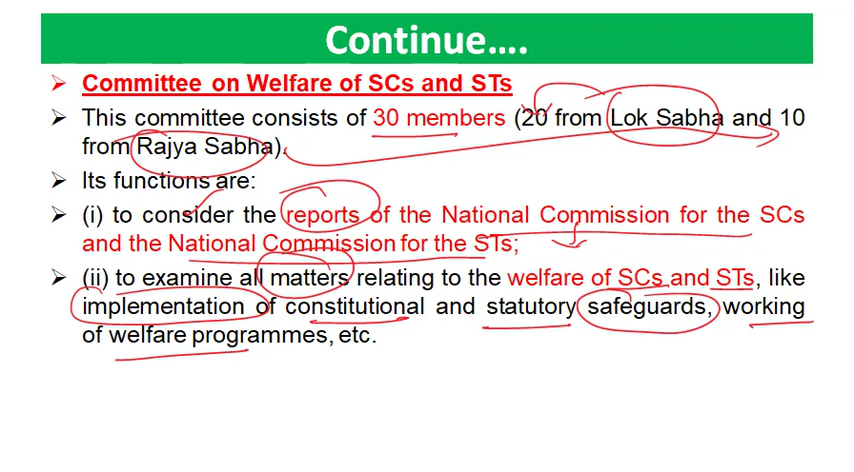 Continue....
➢ Committee on Welfare of SCs and STs
➢ This committee consists of 30 members (20 from Lok Sabha and 10
from Rajya Sabha).
➢ Its functions are:
➢ (i) to consider the reports of the National Commission for the SCs
and the National Commission for the STs;
➢ (ii) to examine all matters relating to the welfare of SCs and STs, like
implementation of constitutional and statutory safeguards, working
of welfare programmes, etc.